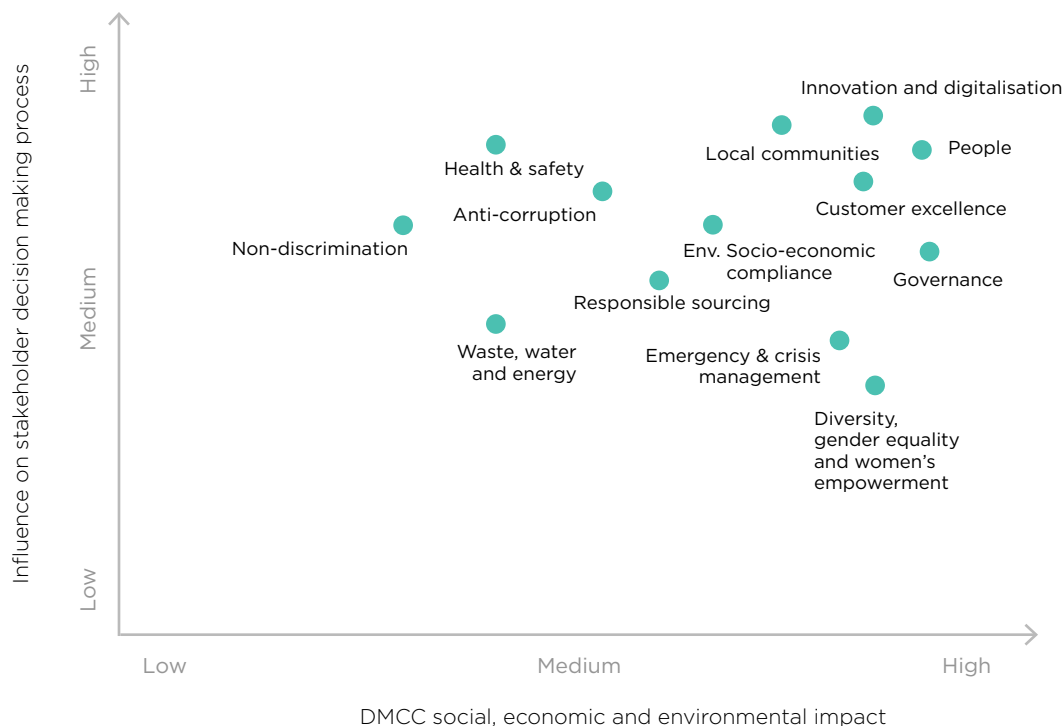 Influence on stakeholder decision making process
High
Medium
Low
Innovation and digitalisation
People
Local communities
Health & safety
Customer excellence
Anti-corruption
Non-discrimination
Env. Socio-economic
compliance
Governance
Responsible sourcing
Waste, water
and energy
Emergency & crisis
management
Diversity,
gender equality
and women’s
empowerment
Low
Medium
High
DMCC social, economic and environmental impact